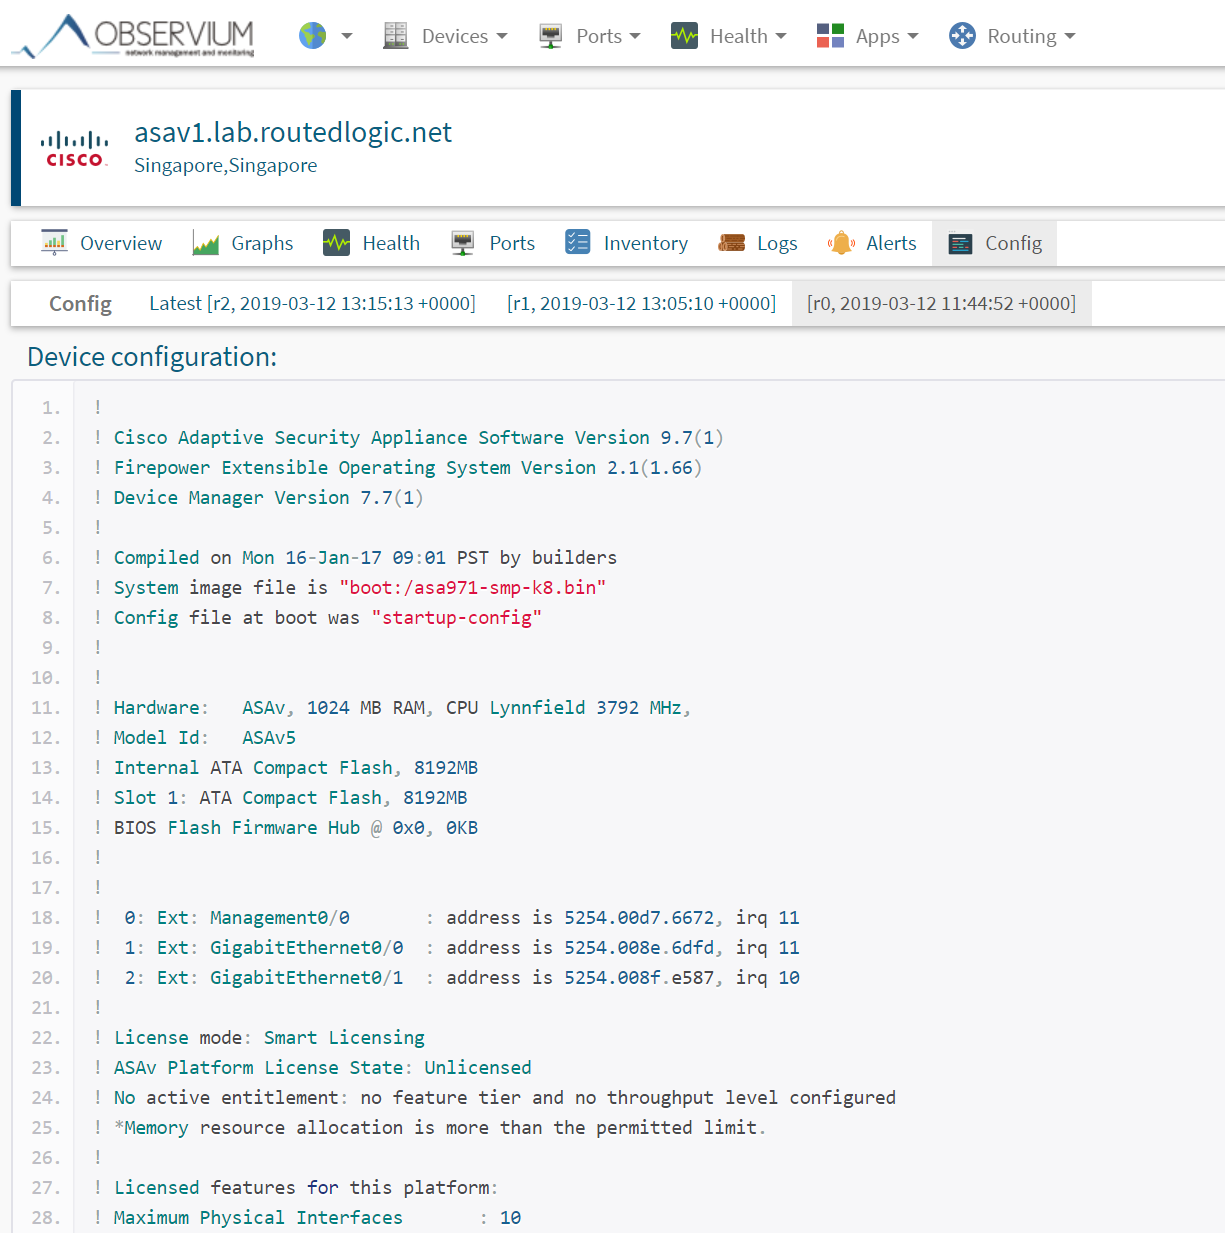 OBSERVIUM
network management and monitoring
Devices Ports Health Apps Routing
CISCO
asav1.lab.routedlogic.net
Singapore,Singapore
Overview Graphs Health Ports Inventory Logs Alerts Config
Config Latest [r2, 2019-03-12 13:15:13 +0000] [r1, 2019-03-12 13:05:10 +0000] [r0, 2019-03-12 11:44:52 +0000]
Device configuration:
1. !
2. ! Cisco Adaptive Security Appliance Software Version 9.7(1)
3. ! Firepower Extensible Operating System Version 2.1(1.66)
4. ! Device Manager Version 7.7(1)
5. !
6. ! Compiled on Mon 16-Jan-17 09:01 PST by builders
7. ! System image file is "boot:/asa971-smp-k8.bin"
8. ! Config file at boot was "startup-config"
9. !
10. !
11. ! Hardware:   ASAv, 1024 MB RAM, CPU Lynnfield 3792 MHz,
12. ! Model Id:   ASAv5
13. ! Internal ATA Compact Flash, 8192MB
14. ! Slot 1: ATA Compact Flash, 8192MB
15. ! BIOS Flash Firmware Hub @ 0x0, 0KB
16. !
17. !
18. !  0: Ext: Management0/0       : address is 5254.00d7.6672, irq 11
19. !  1: Ext: GigabitEthernet0/0  : address is 5254.008e.6dfd, irq 11
20. !  2: Ext: GigabitEthernet0/1  : address is 5254.008f.e587, irq 10
21. !
22. ! License mode: Smart Licensing
23. ! ASAv Platform License State: Unlicensed
24. ! No active entitlement: no feature tier and no throughput level configured
25. ! *Memory resource allocation is more than the permitted limit.
26. !
27. ! Licensed features for this platform:
28. ! Maximum Physical Interfaces       : 10